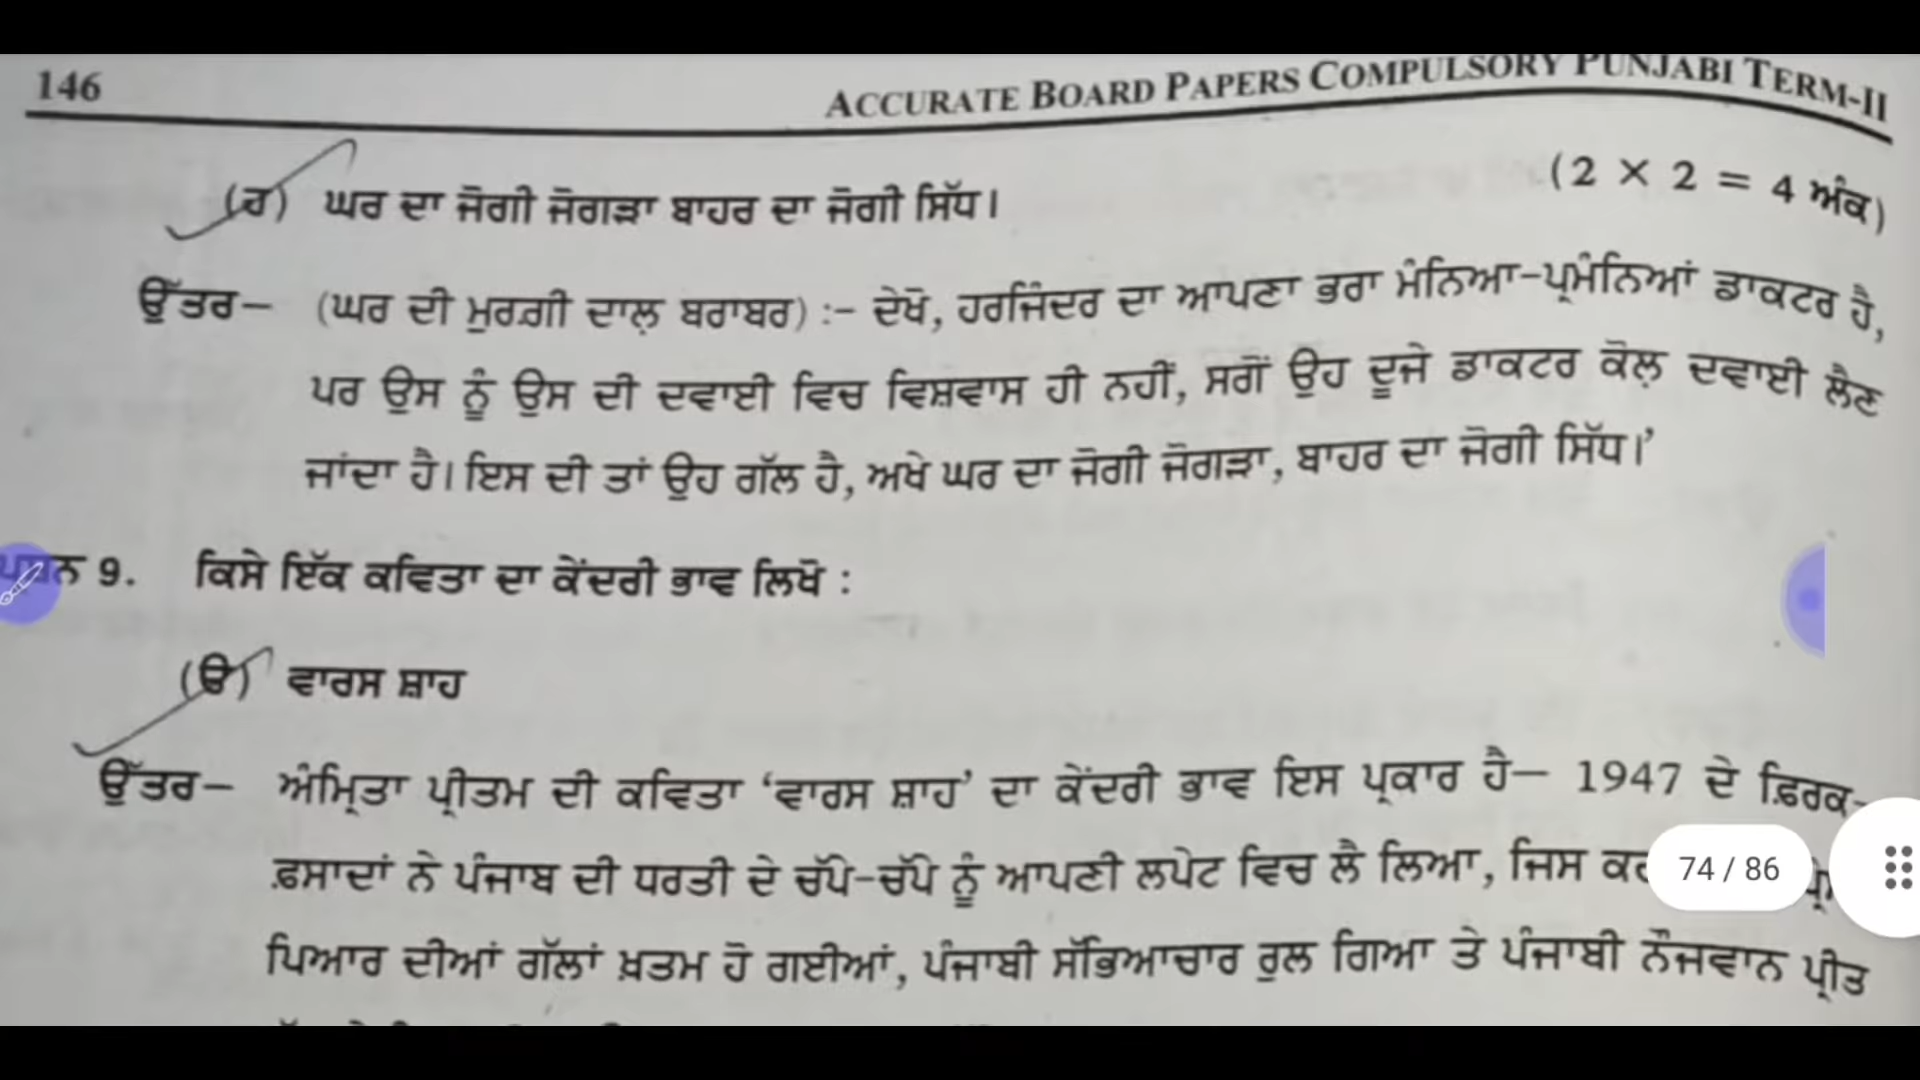 146
ACCURATE BOARD PAPERS COMPULSORY PUNJABI TERM-II
(2 × 2 = 4 ਅੰਕ)
(ਹ) ਘਰ ਦਾ ਜੋਗੀ ਜੋਗੜਾ ਬਾਹਰ ਦਾ ਜੋਗੀ ਸਿੱਧ।
ਉੱਤਰ– (ਘਰ ਦੀ ਮੁਰਗ਼ੀ ਦਾਲ਼ ਬਰਾਬਰ) :– ਦੇਖੋ, ਹਰਜਿੰਦਰ ਦਾ ਆਪਣਾ ਭਰਾ ਮੰਨਿਆ-ਪ੍ਰਮੰਨਿਆਂ ਡਾਕਟਰ ਹੈ,
ਪਰ ਉਸ ਨੂੰ ਉਸ ਦੀ ਦਵਾਈ ਵਿਚ ਵਿਸ਼ਵਾਸ ਹੀ ਨਹੀਂ, ਸਗੋਂ ਉਹ ਦੂਜੇ ਡਾਕਟਰ ਕੋਲ਼ ਦਵਾਈ ਲੈਣ
ਜਾਂਦਾ ਹੈ। ਇਸ ਦੀ ਤਾਂ ਉਹ ਗੱਲ ਹੈ, ਅਖੇ ਘਰ ਦਾ ਜੋਗੀ ਜੋਗੜਾ, ਬਾਹਰ ਦਾ ਜੋਗੀ ਸਿੱਧ।’
9. ਕਿਸੇ ਇੱਕ ਕਵਿਤਾ ਦਾ ਕੇਂਦਰੀ ਭਾਵ ਲਿਖੋ :
(ੳ) ਵਾਰਸ ਸ਼ਾਹ
ਉੱਤਰ– ਅੰਮ੍ਰਿਤਾ ਪ੍ਰੀਤਮ ਦੀ ਕਵਿਤਾ ‘ਵਾਰਸ ਸ਼ਾਹ’ ਦਾ ਕੇਂਦਰੀ ਭਾਵ ਇਸ ਪ੍ਰਕਾਰ ਹੈ— 1947 ਦੇ ਫ਼ਿਰਕ-
ਫ਼ਸਾਦਾਂ ਨੇ ਪੰਜਾਬ ਦੀ ਧਰਤੀ ਦੇ ਚੱਪੇ-ਚੱਪੇ ਨੂੰ ਆਪਣੀ ਲਪੇਟ ਵਿਚ ਲੈ ਲਿਆ, ਜਿਸ
74 / 86
ਪਿਆਰ ਦੀਆਂ ਗੱਲਾਂ ਖ਼ਤਮ ਹੋ ਗਈਆਂ, ਪੰਜਾਬੀ ਸੱਭਿਆਚਾਰ ਰੁਲ ਗਿਆ ਤੇ ਪੰਜਾਬੀ ਨੌਜਵਾਨ ਪ੍ਰੀਤ